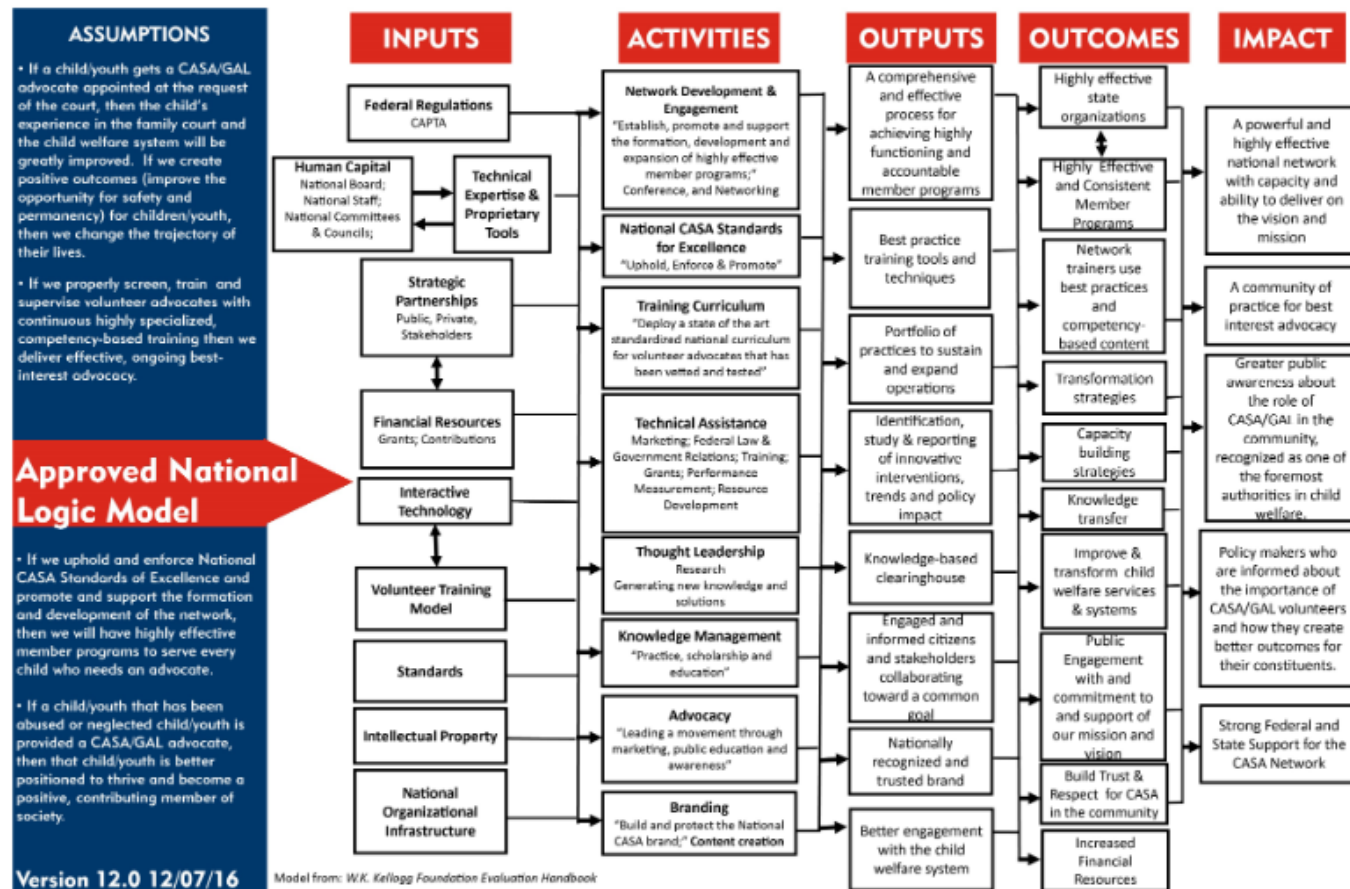 ASSUMPTIONS
• If a child/youth gets a CASA/GAL
advocate appointed at the request
of the court, then the child's
experience in the family court and
the child welfare system will be
greatly improved. If we create
positive outcomes (improve the
opportunity for safety and
permanency) for children/youth,
then we change the trajectory of
their lives.
• If we properly screen, train and
supervise volunteer advocates with
continuous highly specialized,
competency-based training then we
deliver effective, ongoing best-
interest advocacy.
Approved National
Logic Model
• If we uphold and enforce National
CASA Standards of Excellence and
promote and support the formation
and development of the network,
then we will have highly effective
member programs to serve every
child who needs an advocate.
• If a child/youth that has been
abused or neglected child/youth is
provided a CASA/GAL advocate,
then that child/youth is better
positioned to thrive and become a
positive, contributing member of
society.
Version 12.0 12/07/16
INPUTS
Federal Regulations
CAPTA
Human Capital
National Board;
National Staff;
National Committees
& Councils;
Technical
Expertise &
Proprietary
Tools
Strategic
Partnerships
Public, Private,
Stakeholders
Financial Resources
Grants; Contributions
Interactive
Technology
Volunteer Training
Model
Standards
Intellectual Property
National
Organizational
Infrastructure
Model from: W.K. Kellogg Foundation Evaluation Handbook
ACTIVITIES
Network Development &
Engagement
"Establish, promote and support
the formation, development and
expansion of highly effective
member programs;"
Conference, and Networking
National CASA Standards
for Excellence
"Uphold, Enforce & Promote"
Training Curriculum
"Deploy a state of the art
standardized national curriculum
for volunteer advocates that has
been vetted and tested"
Technical Assistance
Marketing; Federal Law &
Government Relations; Training;
Grants; Performance
Measurement; Resource
Development
Thought Leadership
Research
Generating new knowledge and
solutions
Knowledge Management
"Practice, scholarship and
education"
Advocacy
"Leading a movement through
marketing, public education and
awareness"
Branding
"Build and protect the National
CASA brand;" Content creation
OUTPUTS
A comprehensive
and effective
process for
achieving highly
functioning and
accountable
member programs
Best practice
training tools and
techniques
Portfolio of
practices to sustain
and expand
operations
Identification,
study & reporting
of innovative
interventions,
trends and policy
impact
Knowledge-based
clearinghouse
Engaged and
informed citizens
and stakeholders
collaborating
toward a common
goal
Nationally
recognized and
trusted brand
Better engagement
with the child
welfare system
OUTCOMES
Highly effective
state
organizations
Highly Effective
and Consistent
Member
Programs
Network
trainers use
best practices
and
competency-
based content
Transformation
strategies
Capacity
building
strategies
Knowledge
transfer
Improve &
transform child
welfare services
& systems
Public
Engagement
with and
commitment to
and support of
our mission and
vision
Build Trust &
Respect for CASA
in the community
Increased
Financial
Resources
IMPACT
A powerful and
highly effective
national network
with capacity and
ability to deliver on
the vision and
mission
A community of
practice for best
interest advocacy
Greater public
awareness about
the role of
CASA/GAL in the
community,
recognized as one of
the foremost
authorities in child
welfare.
Policy makers who
are informed about
the importance of
CASA/GAL volunteers
and how they create
better outcomes for
their constituents.
Strong Federal and
State Support for the
CASA Network